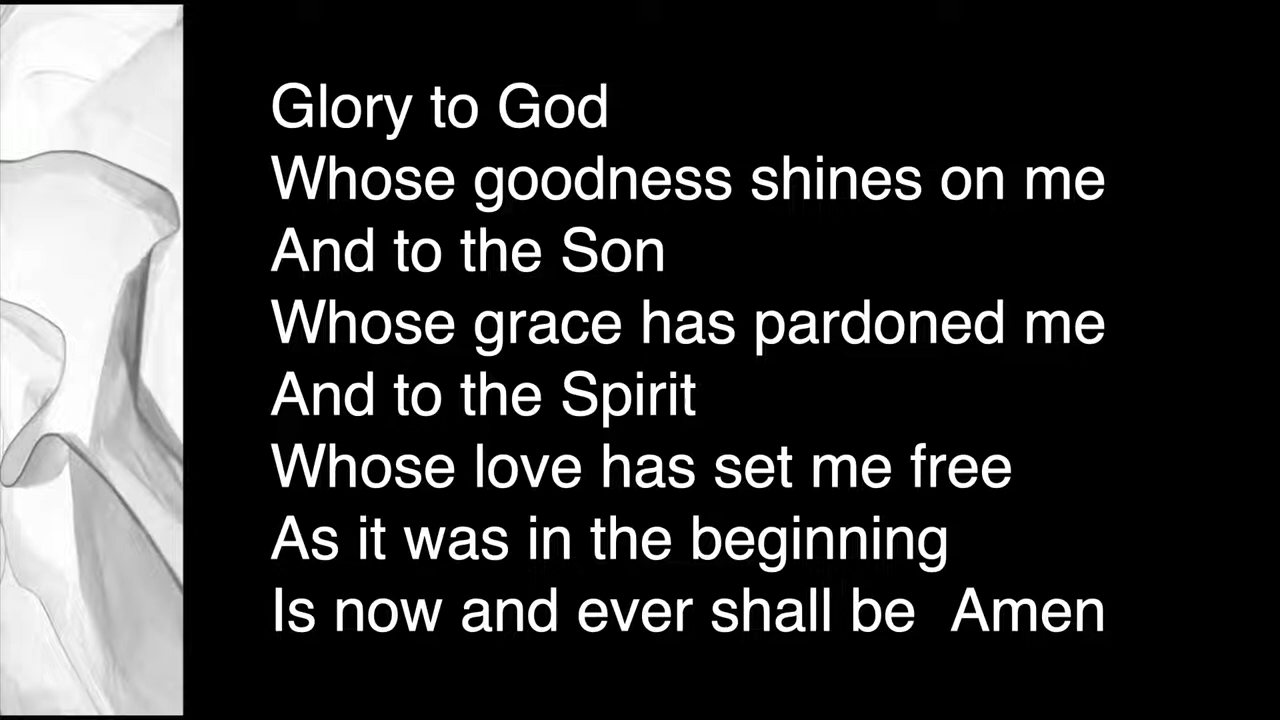 Glory to God
Whose goodness shines on me
And to the Son
Whose grace has pardoned me
And to the Spirit
Whose love has set me free
As it was in the beginning
Is now and ever shall be  Amen